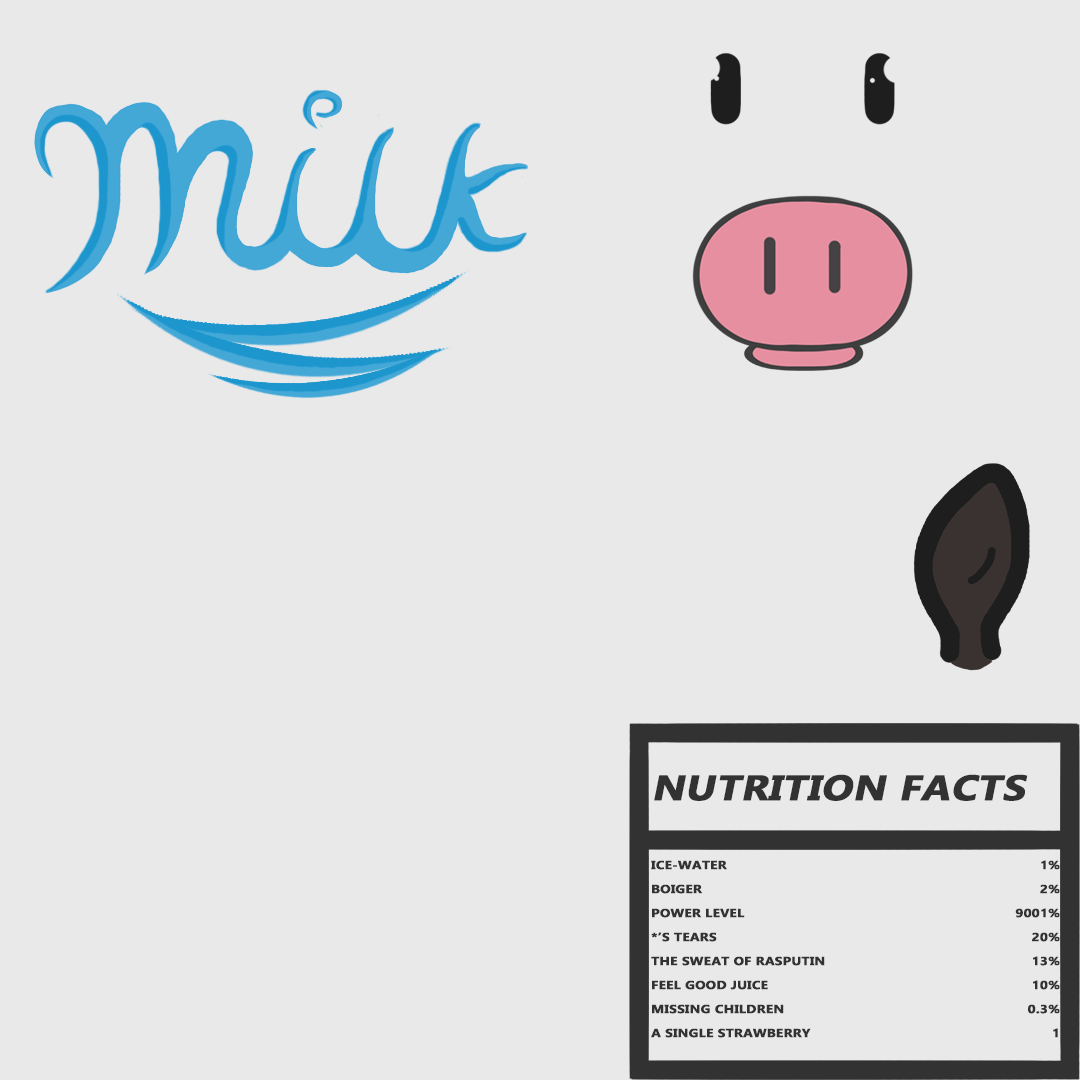 Milk
NUTRITION FACTS
ICE-WATER 1%
BOIGER 2%
POWER LEVEL 9001%
*'S TEARS 20%
THE SWEAT OF RASPUTIN 13%
FEEL GOOD JUICE 10%
MISSING CHILDREN 0.3%
A SINGLE STRAWBERRY 1